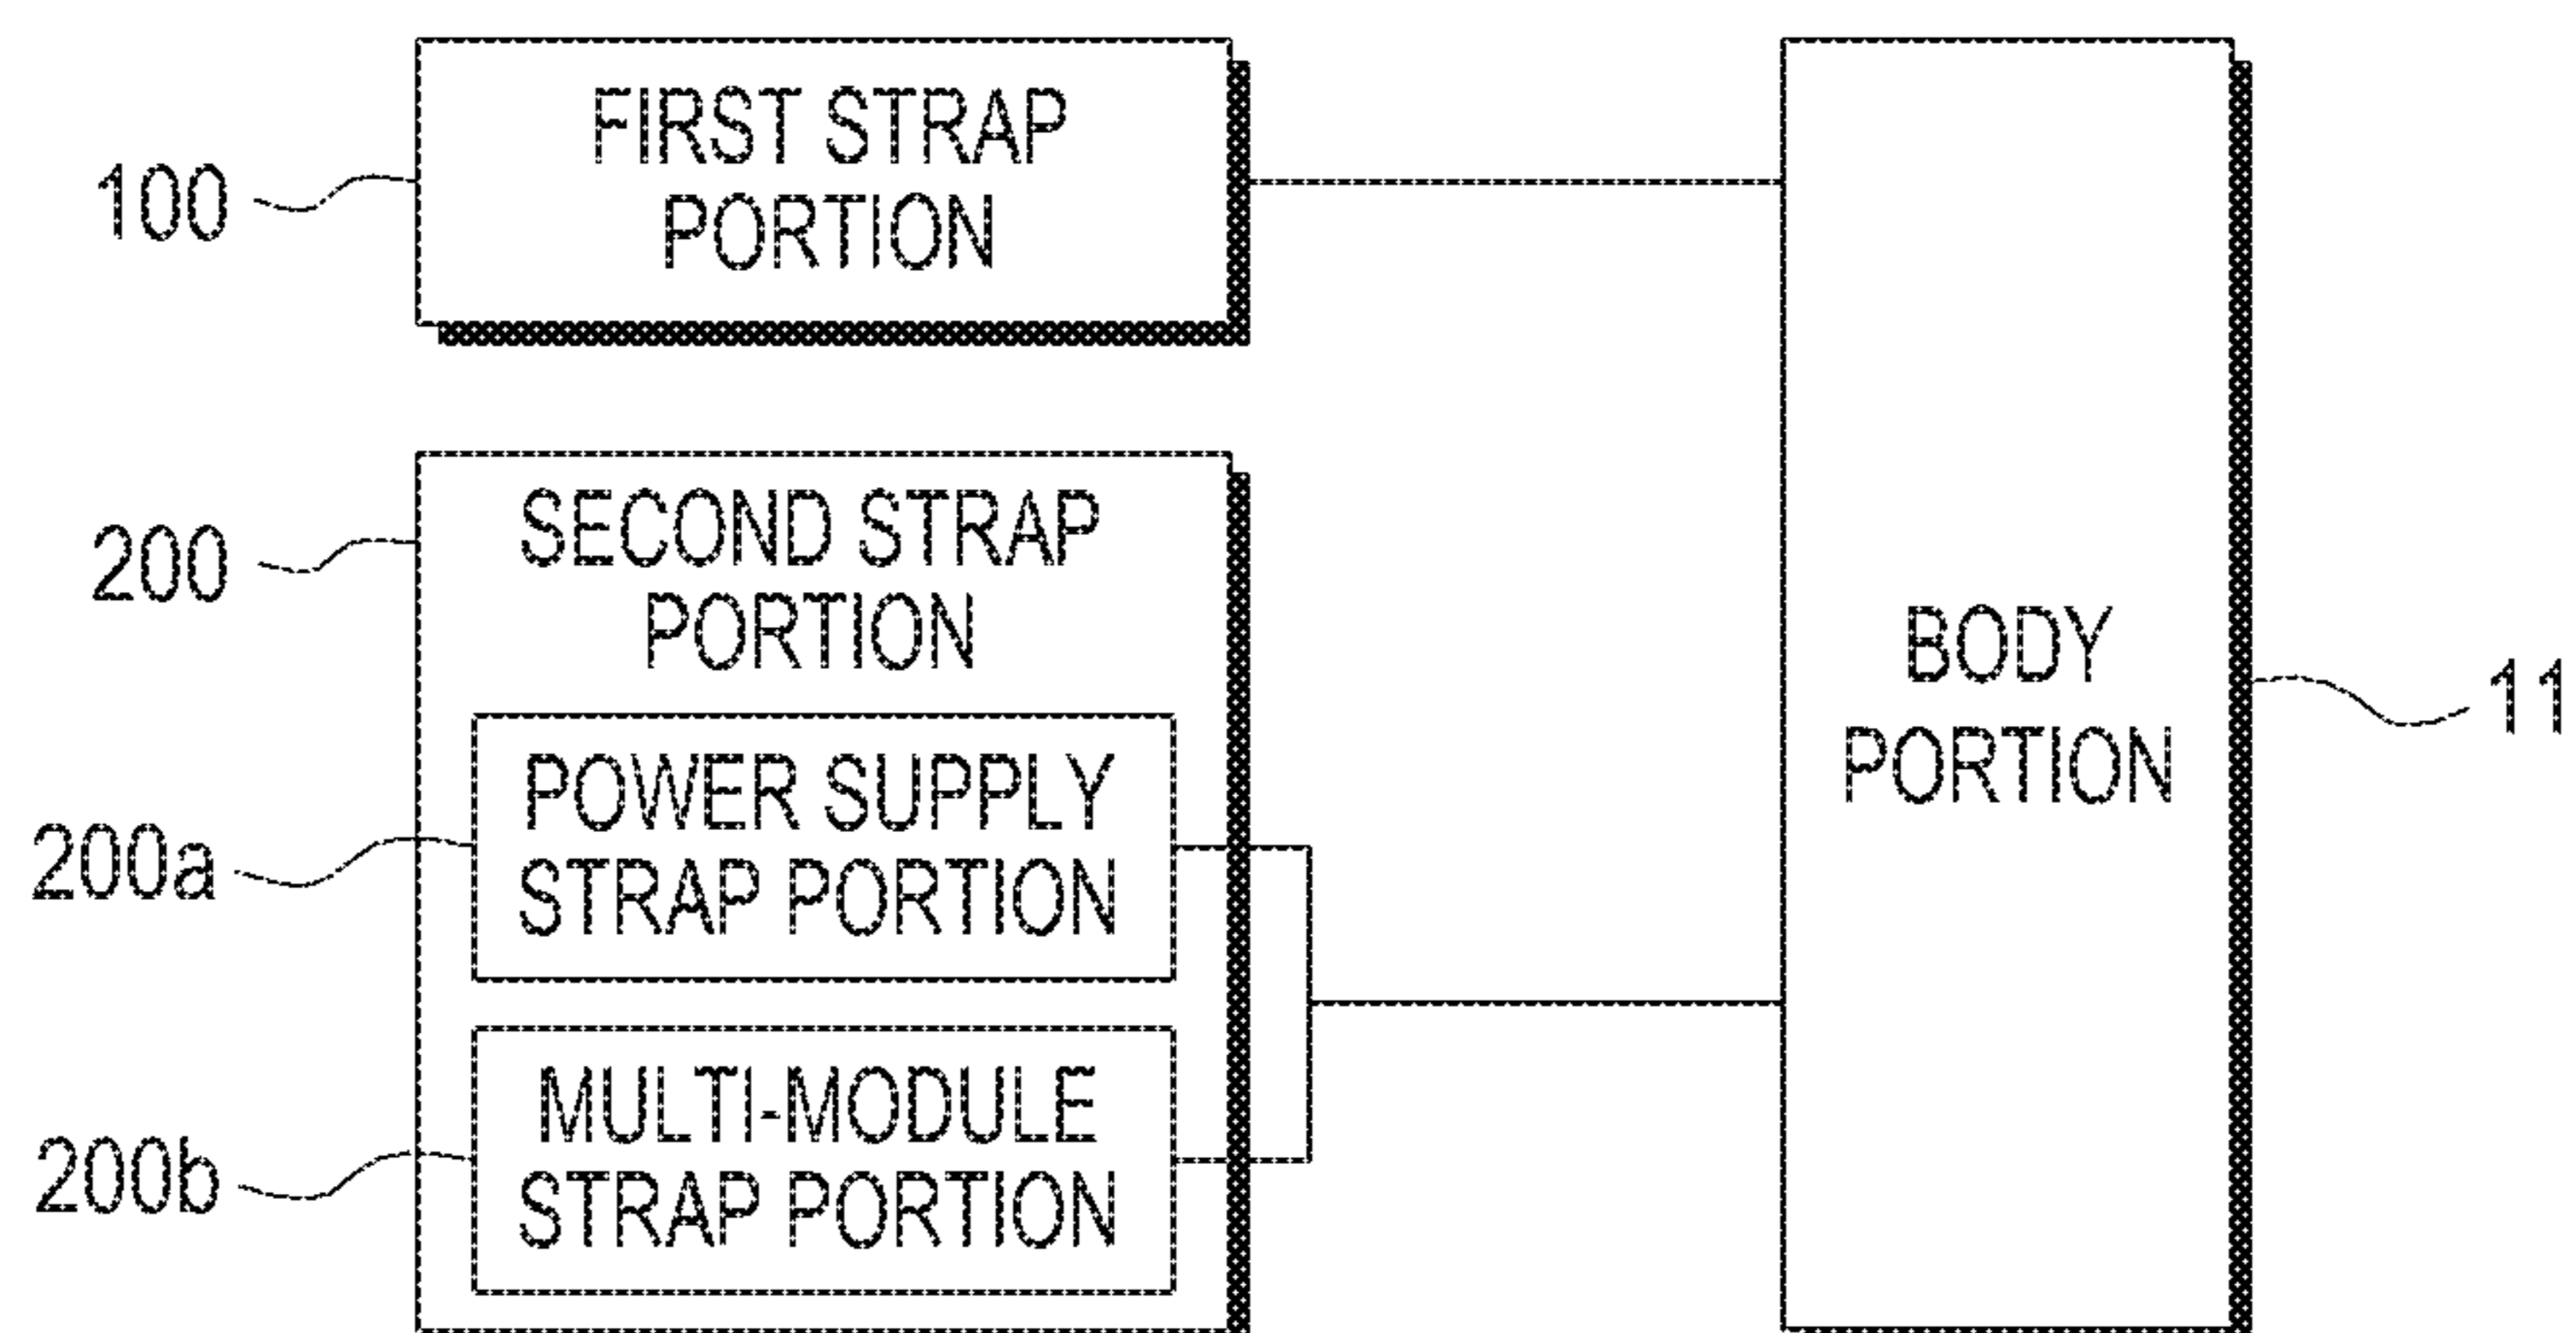 100
FIRST STRAP
PORTION
200
SECOND STRAP
PORTION
200a
POWER SUPPLY
STRAP PORTION
200b
MULTI-MODULE
STRAP PORTION
BODY
PORTION
11